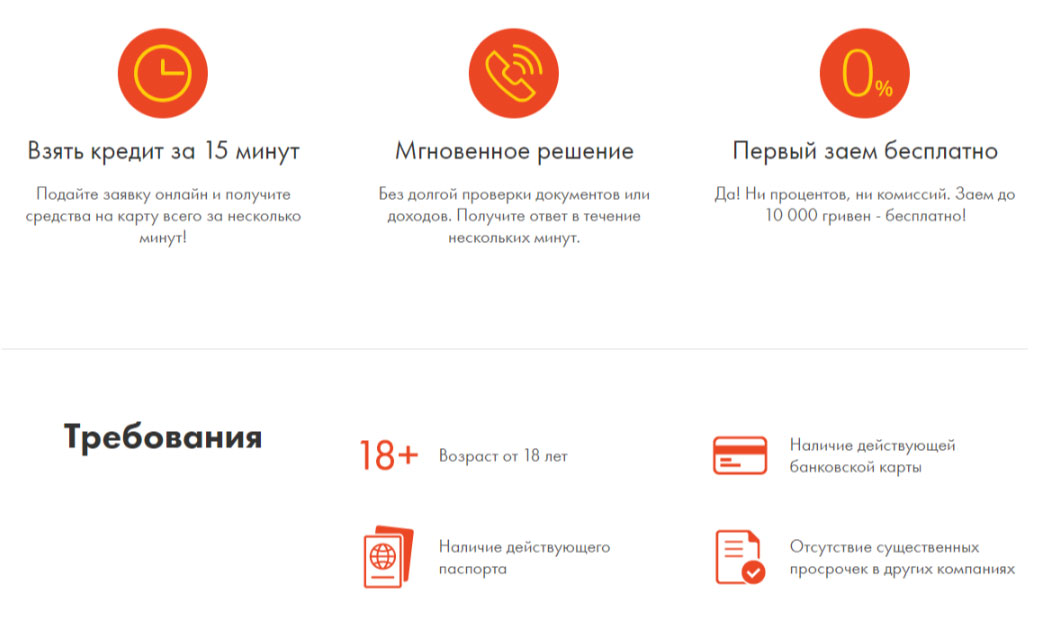 0%
Взять кредит за 15 минут
Подайте заявку онлайн и получите
средства на карту всего за несколько
минут!
Мгновенное решение
Без долгой проверки документов или
доходов. Получите ответ в течение
нескольких минут.
Первый заем бесплатно
Да! Ни процентов, ни комиссий. Заем до
10 000 гривен - бесплатно!
Требования
18+
Возраст от 18 лет
Наличие действующей
банковской карты
Наличие действующего
паспорта
Отсутствие существенных
просрочек в других компаниях